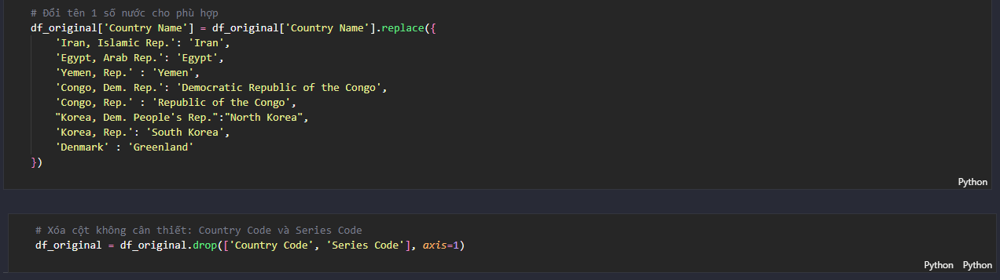 # Đổi tên 1 số nước cho phù hợp
df_original['Country Name'] = df_original['Country Name'].replace({
    'Iran, Islamic Rep.': 'Iran',
    'Egypt, Arab Rep.': 'Egypt',
    'Yemen, Rep.' : 'Yemen',
    'Congo, Dem. Rep.': 'Democratic Republic of the Congo',
    'Congo, Rep.' : 'Republic of the Congo',
    "Korea, Dem. People's Rep.":"North Korea",
    'Korea, Rep.': 'South Korea',
    'Denmark' : 'Greenland'
})
Python
# Xóa cột không cân thiết: Country Code và Series Code
df_original = df_original.drop(['Country Code', 'Series Code'], axis=1)
Python Python